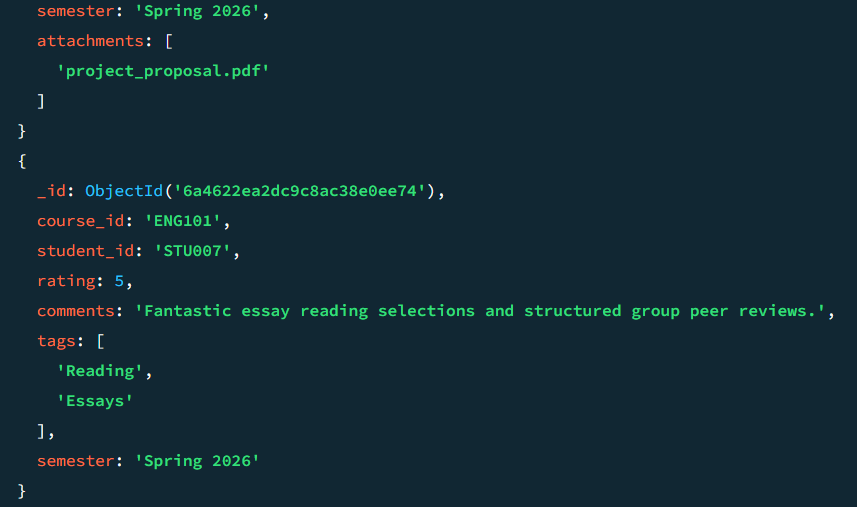 semester: 'Spring 2026',
attachments: [
'project_proposal.pdf'
]
}
{
_id: ObjectId('6a4622ea2dc9c8ac38e0ee74'),
course_id: 'ENG101',
student_id: 'STU007',
rating: 5,
comments: 'Fantastic essay reading selections and structured group peer reviews.',
tags: [
'Reading',
'Essays'
],
semester: 'Spring 2026'
}